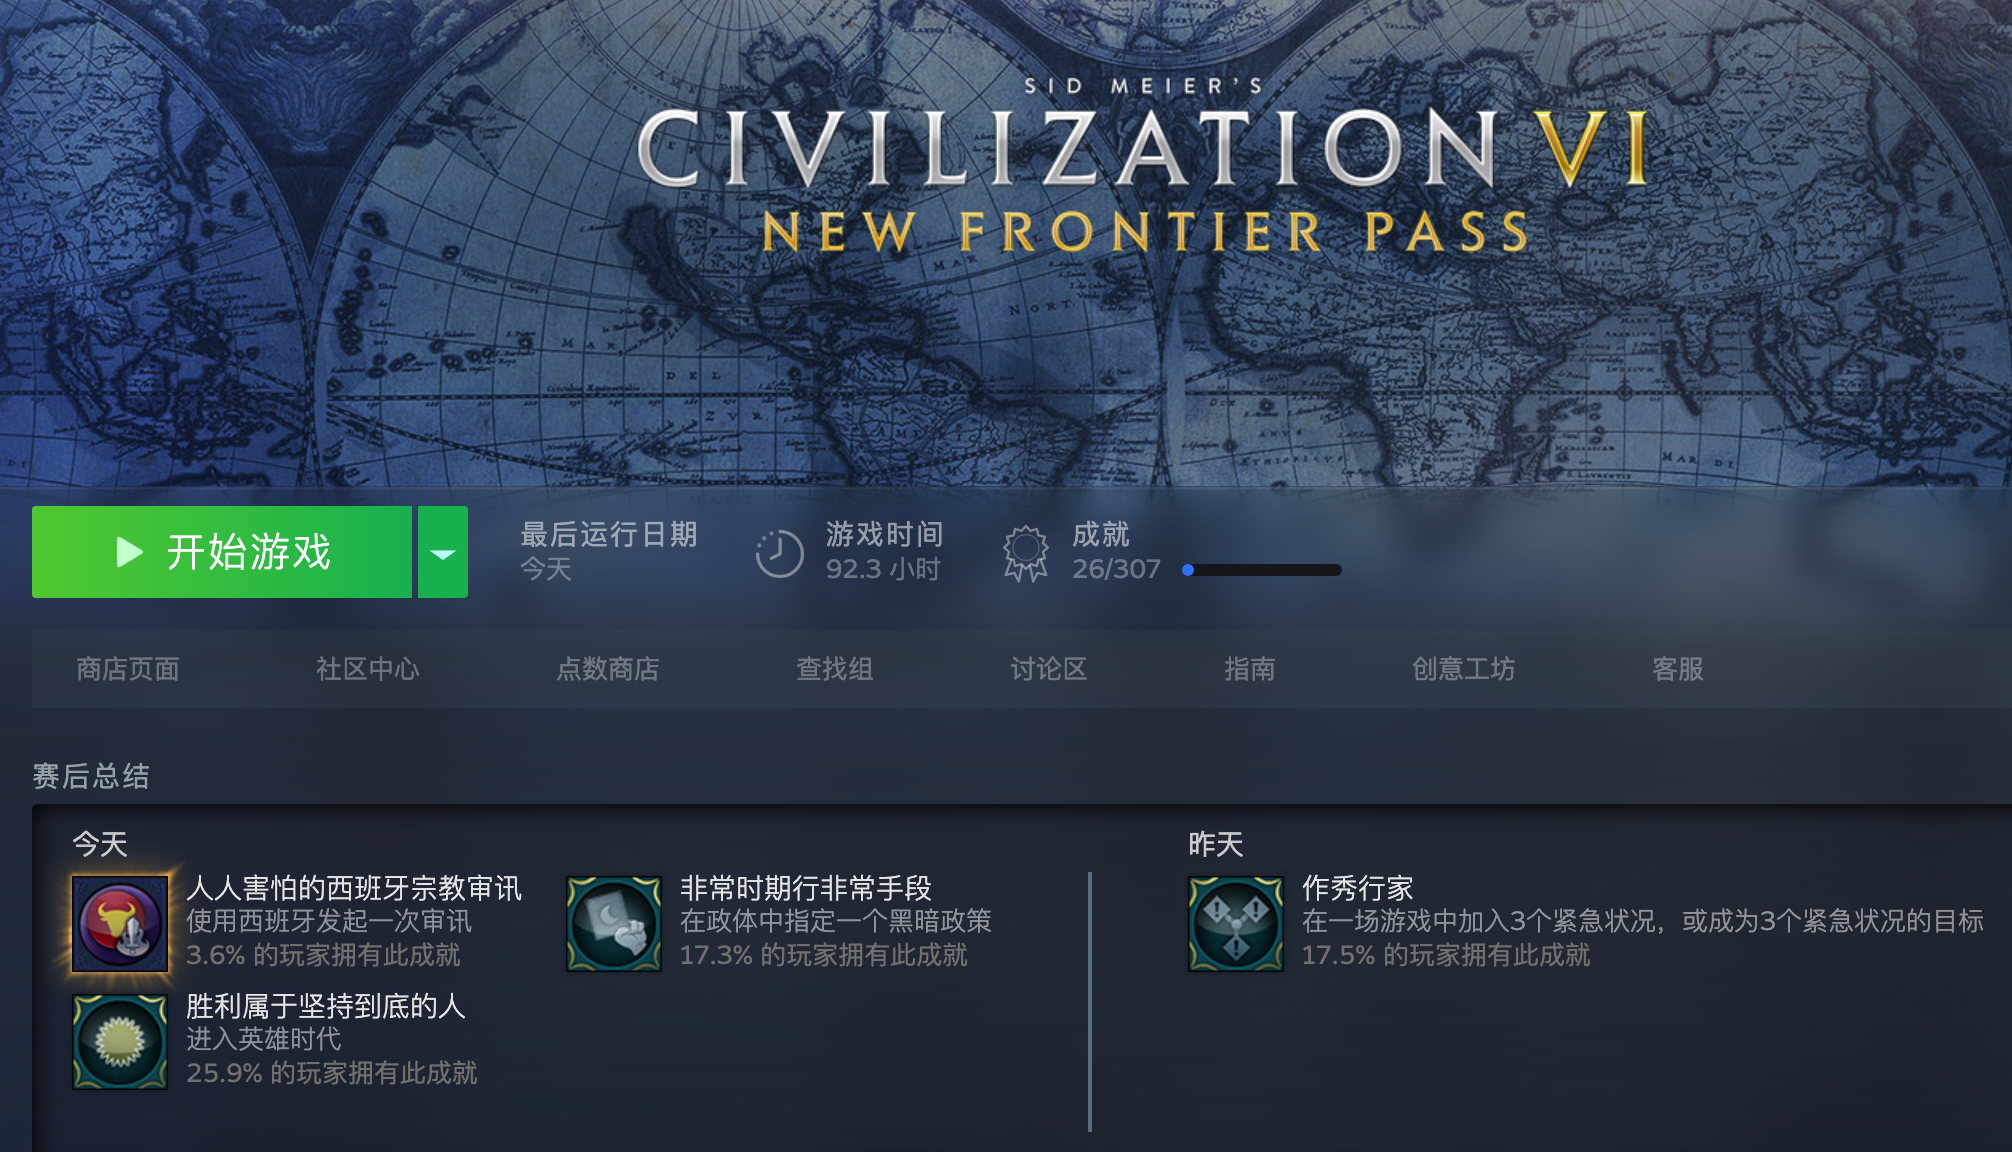 SID MEIER'S
CIVILIZATION VI
NEW FRONTIER PASS
开始游戏
最后运行日期
今天
游戏时间
92.3 小时
成就
26/307
商店页面
社区中心
点数商店
查找组
讨论区
指南
创意工坊
客服
赛后总结
今天
人人害怕的西班牙宗教审讯
使用西班牙发起一次审讯
3.6% 的玩家拥有此成就
非常时期行非常手段
在政体中指定一个黑暗政策
17.3% 的玩家拥有此成就
胜利属于坚持到底的人
进入英雄时代
25.9% 的玩家拥有此成就
昨天
作秀行家
在一场游戏中加入3个紧急状况，或成为3个紧急状况的目标
17.5% 的玩家拥有此成就